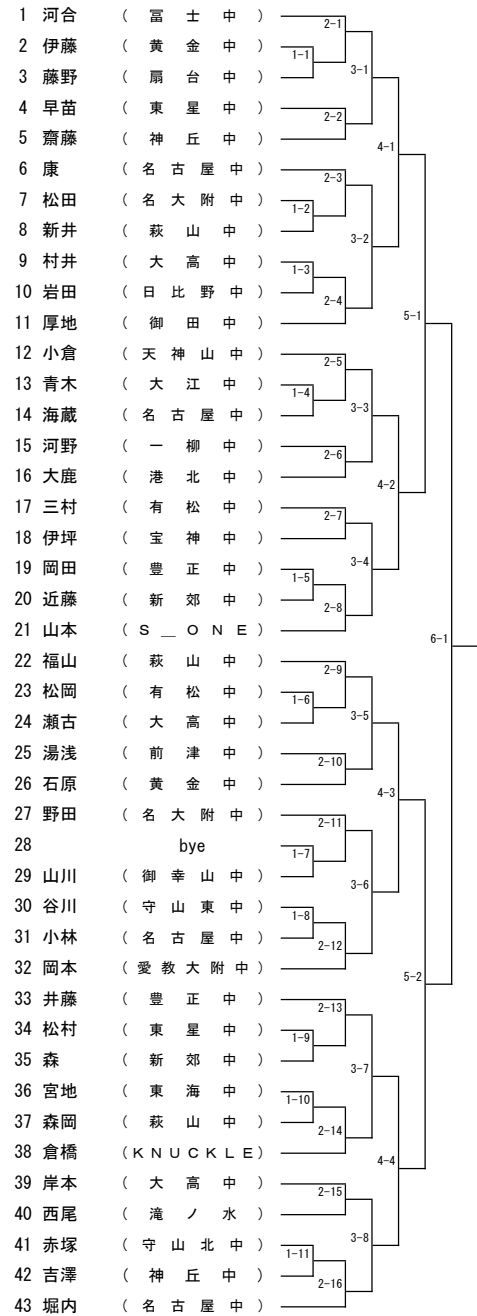 1 河合 （ 冨 士 中 ）
2 伊藤 （ 黄 金 中 ）
3 藤野 （ 扇 台 中 ）
4 早苗 （ 東 星 中 ）
5 齋藤 （ 神 丘 中 ）
6 康 （ 名 古 屋 中 ）
7 松田 （ 名 大 附 中 ）
8 新井 （ 萩 山 中 ）
9 村井 （ 大 高 中 ）
10 岩田 （ 日 比 野 中 ）
11 厚地 （ 御 田 中 ）
12 小倉 （ 天 神 山 中 ）
13 青木 （ 大 江 中 ）
14 海蔵 （ 名 古 屋 中 ）
15 河野 （ 一 柳 中 ）
16 大鹿 （ 港 北 中 ）
17 三村 （ 有 松 中 ）
18 伊坪 （ 宝 神 中 ）
19 岡田 （ 豊 正 中 ）
20 近藤 （ 新 郊 中 ）
21 山本 （ S _ O N E ）
22 福山 （ 萩 山 中 ）
23 松岡 （ 有 松 中 ）
24 瀬古 （ 大 高 中 ）
25 湯浅 （ 前 津 中 ）
26 石原 （ 黄 金 中 ）
27 野田 （ 名 大 附 中 ）
28 bye
29 山川 （ 御 幸 山 中 ）
30 谷川 （ 守 山 東 中 ）
31 小林 （ 名 古 屋 中 ）
32 岡本 （ 愛 教 大 附 中 ）
33 井藤 （ 豊 正 中 ）
34 松村 （ 東 星 中 ）
35 森 （ 新 郊 中 ）
36 宮地 （ 東 海 中 ）
37 森岡 （ 萩 山 中 ）
38 倉橋 （ K N U C K L E ）
39 岸本 （ 大 高 中 ）
40 西尾 （ 滝 ノ 水 ）
41 赤塚 （ 守 山 北 中 ）
42 吉澤 （ 神 丘 中 ）
43 堀内 （ 名 古 屋 中 ）
1-1
1-2
1-3
1-4
1-5
1-6
1-7
1-8
1-9
1-10
1-11
2-1
2-2
2-3
2-4
2-5
2-6
2-7
2-8
2-9
2-10
2-11
2-12
2-13
2-14
2-15
2-16
3-1
3-2
3-3
3-4
3-5
3-6
3-7
3-8
4-1
4-2
4-3
4-4
5-1
5-2
6-1